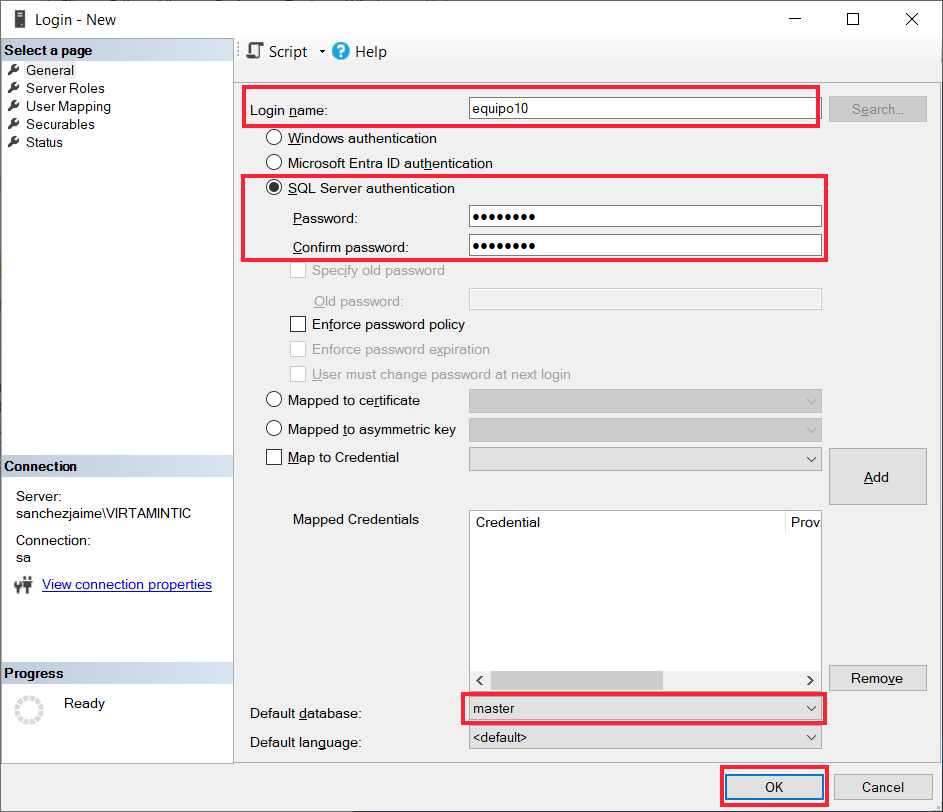 Login - New
Select a page
General
Server Roles
User Mapping
Securables
Status
Connection
Server:
sanchezjaime\VIRTAMINTIC
Connection:
sa
View connection properties
Progress
Ready
Script
Help
Login name:
equipo10
Search...
Windows authentication
Microsoft Entra ID authentication
SQL Server authentication
Password:
●●●●●●●●
Confirm password:
●●●●●●●●
Specify old password
Old password:
Enforce password policy
Enforce password expiration
User must change password at next login
Mapped to certificate
Mapped to asymmetric key
Map to Credential
Add
Mapped Credentials
Credential Provi
Remove
Default database:
master
Default language:
<default>
OK
Cancel